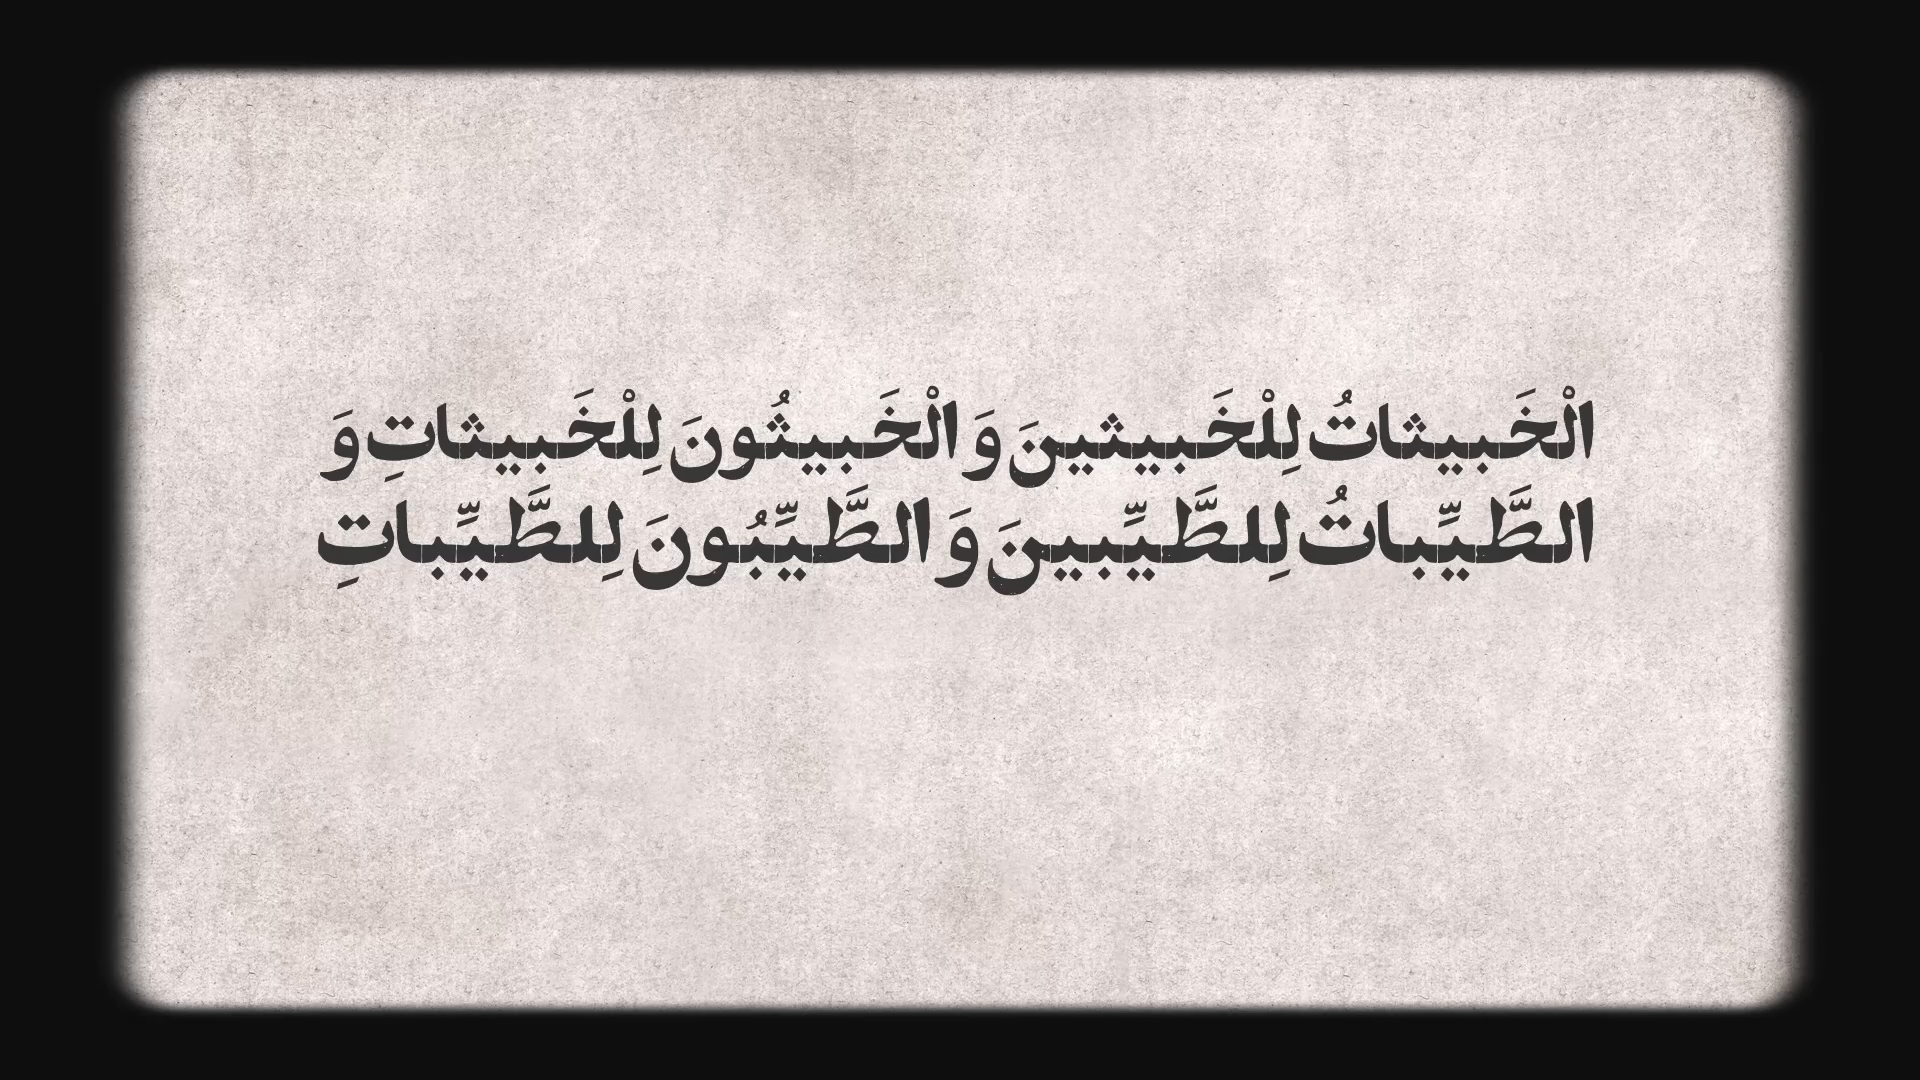 الْخَبيثاتُ لِلْخَبيثينَ وَ الْخَبيثُونَ لِلْخَبيثاتِ وَ
الطَّيِّباتُ لِلطَّيِّبينَ وَ الطَّيِّبُونَ لِلطَّيِّباتِ